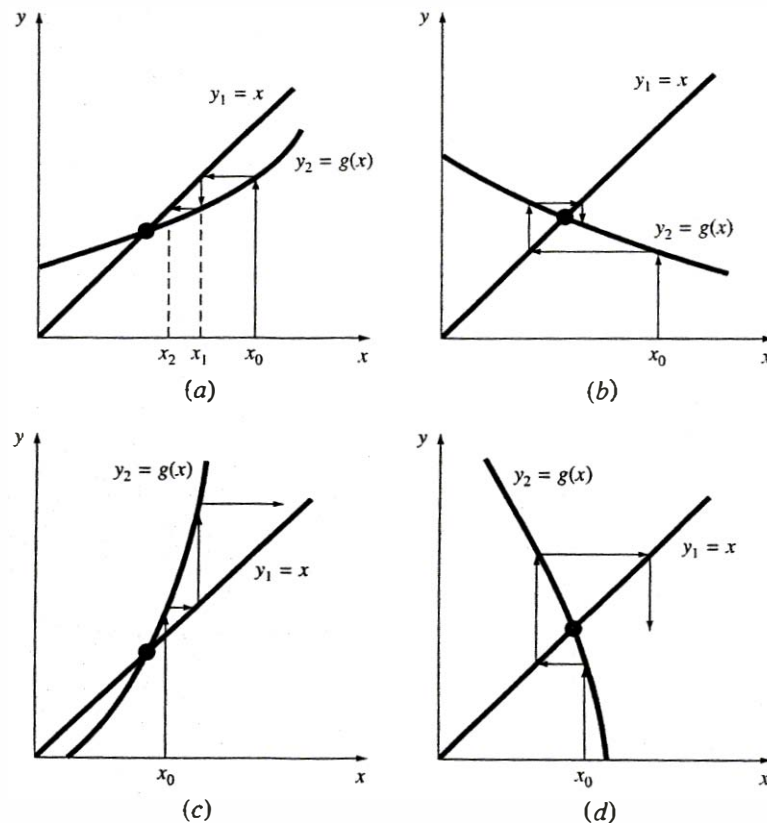 y
y₁ = x
y₂ = g(x)
x₂ x₁ x₀ x
(a)
y
y₁ = x
y₂ = g(x)
x₀ x
(b)
y
y₂ = g(x)
y₁ = x
x₀ x
(c)
y
y₂ = g(x)
y₁ = x
x₀ x
(d)